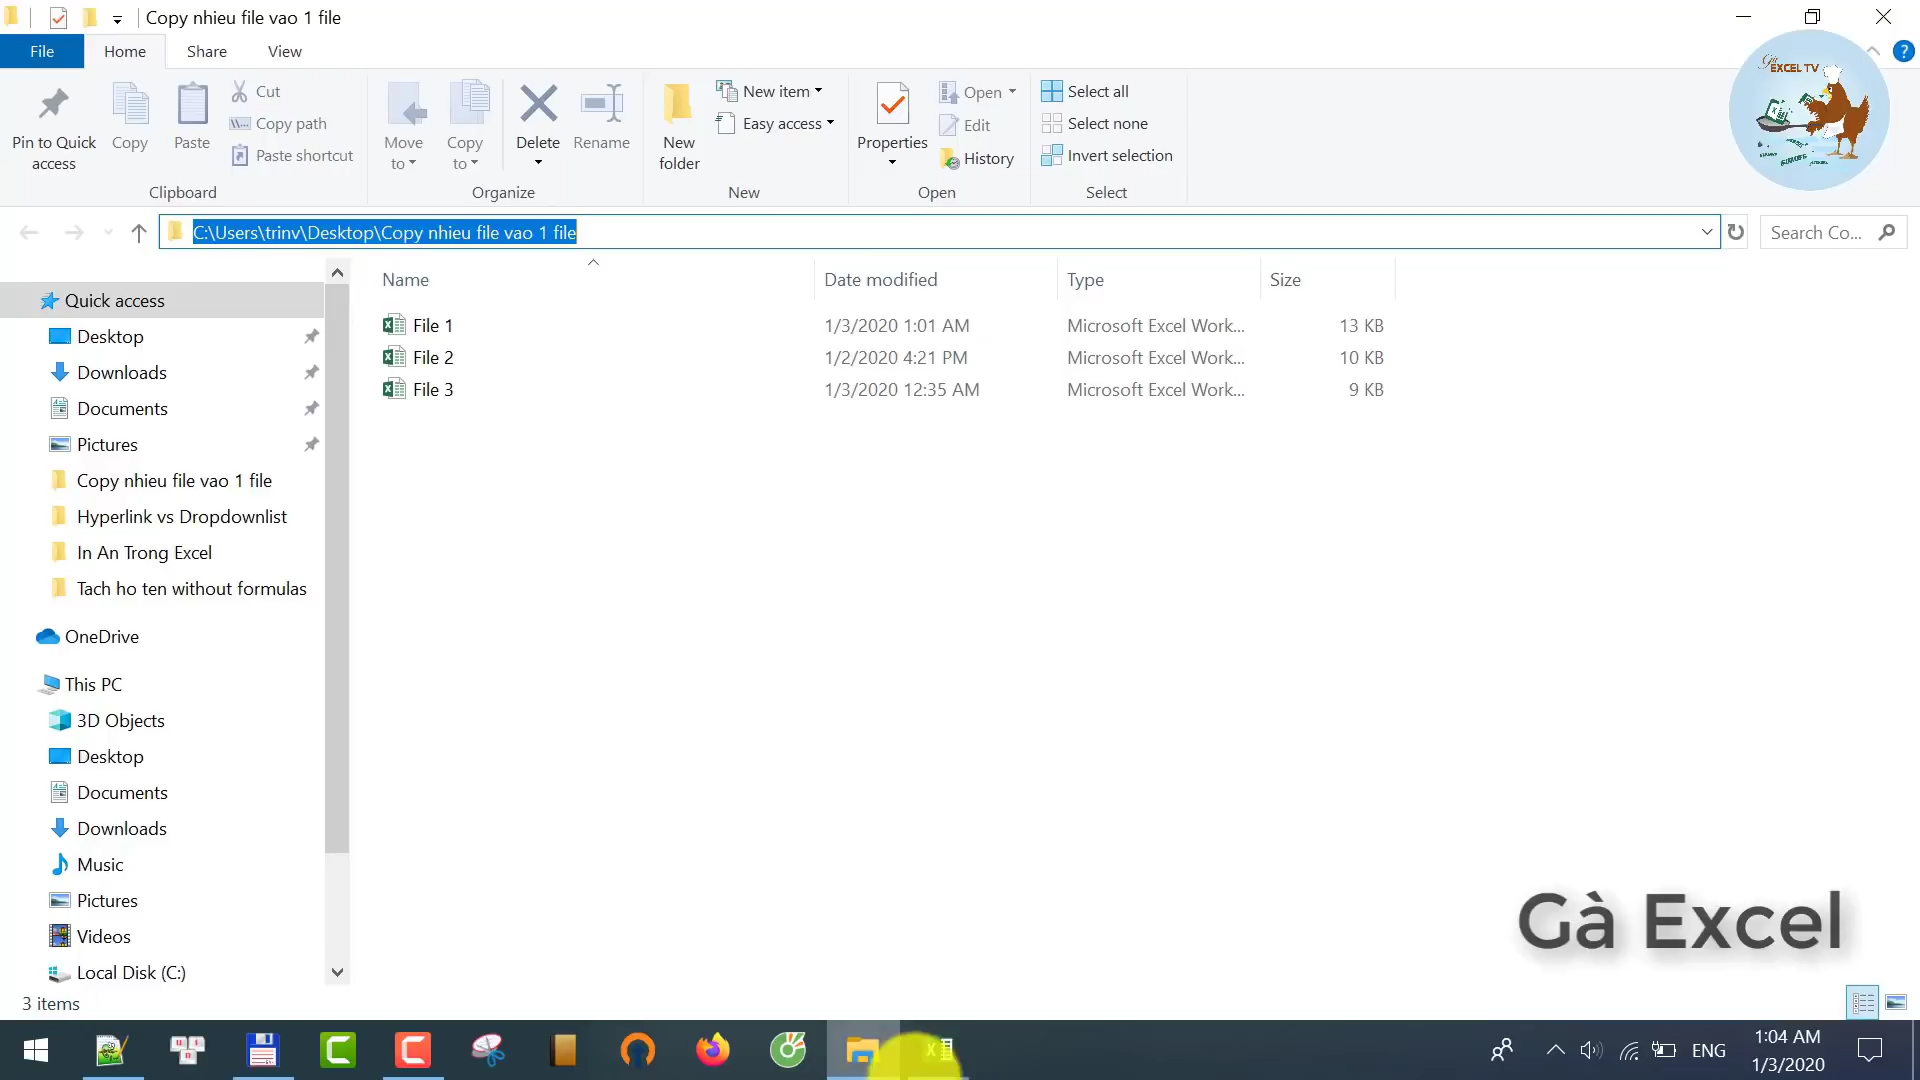 Copy nhieu file vao 1 file
File
Home
Share
View
EXCEL TV
Pin to Quick access
Copy
Paste
Cut
Copy path
Paste shortcut
Clipboard
Move to
Copy to
Delete
Rename
Organize
New folder
New item
Easy access
New
Properties
Open
Edit
History
Open
Select all
Select none
Invert selection
Select
C:\Users\trinv\Desktop\Copy nhieu file vao 1 file
Search Co...
Name
Date modified
Type
Size
File 1
1/3/2020 1:01 AM
Microsoft Excel Work...
13 KB
File 2
1/2/2020 4:21 PM
Microsoft Excel Work...
10 KB
File 3
1/3/2020 12:35 AM
Microsoft Excel Work...
9 KB
Quick access
Desktop
Downloads
Documents
Pictures
Copy nhieu file vao 1 file
Hyperlink vs Dropdownlist
In An Trong Excel
Tach ho ten without formulas
OneDrive
This PC
3D Objects
Desktop
Documents
Downloads
Music
Pictures
Videos
Local Disk (C:)
Gà Excel
3 items
ENG
1:04 AM
1/3/2020